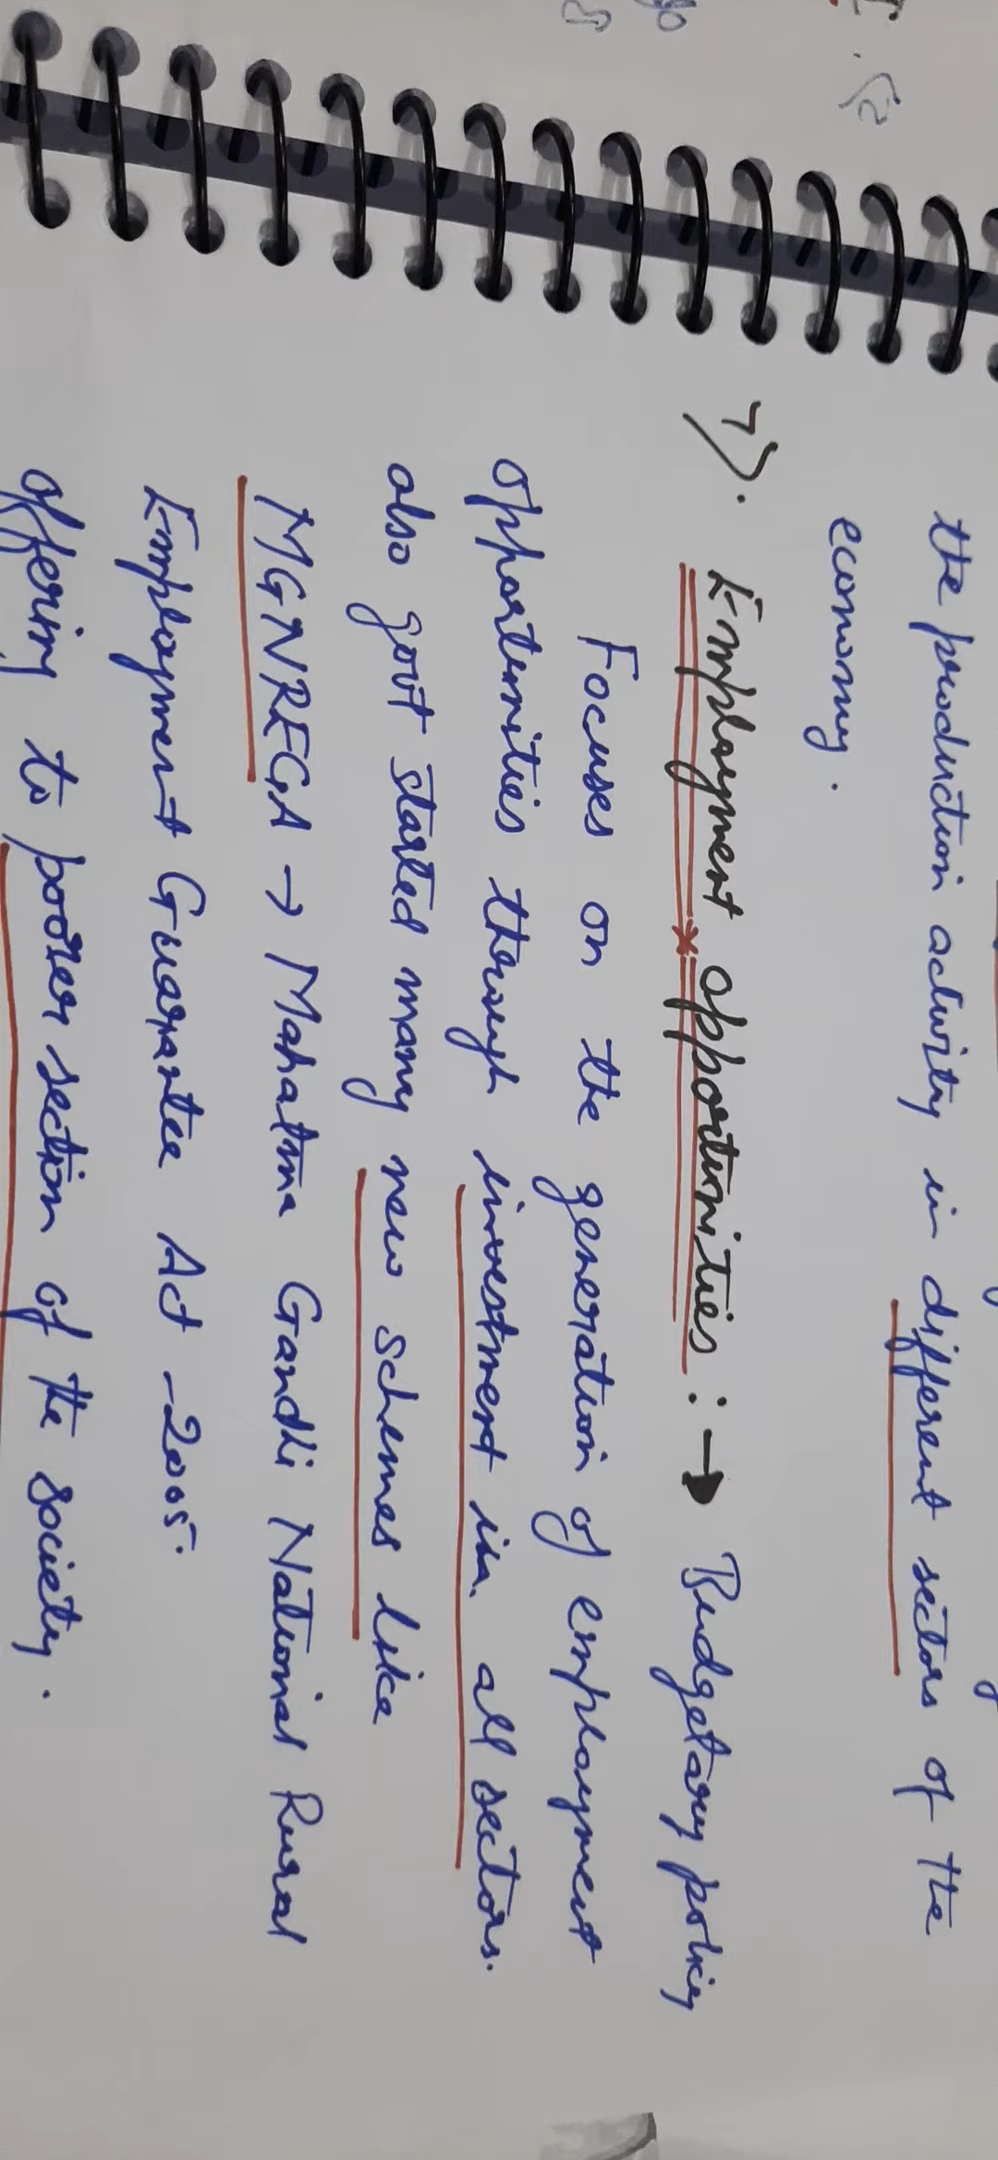 the production activity in different sectors of the
economy.
7). Employment opportunities : → Budgetary policy
Focuses on the generation of employment
opportunities through investment in all sectors.
also govt started many new schemes like
MGNREGA → Mahatma Gandhi National Rural
Employment Guarantee Act -2005.
offering to poorer section of the society.